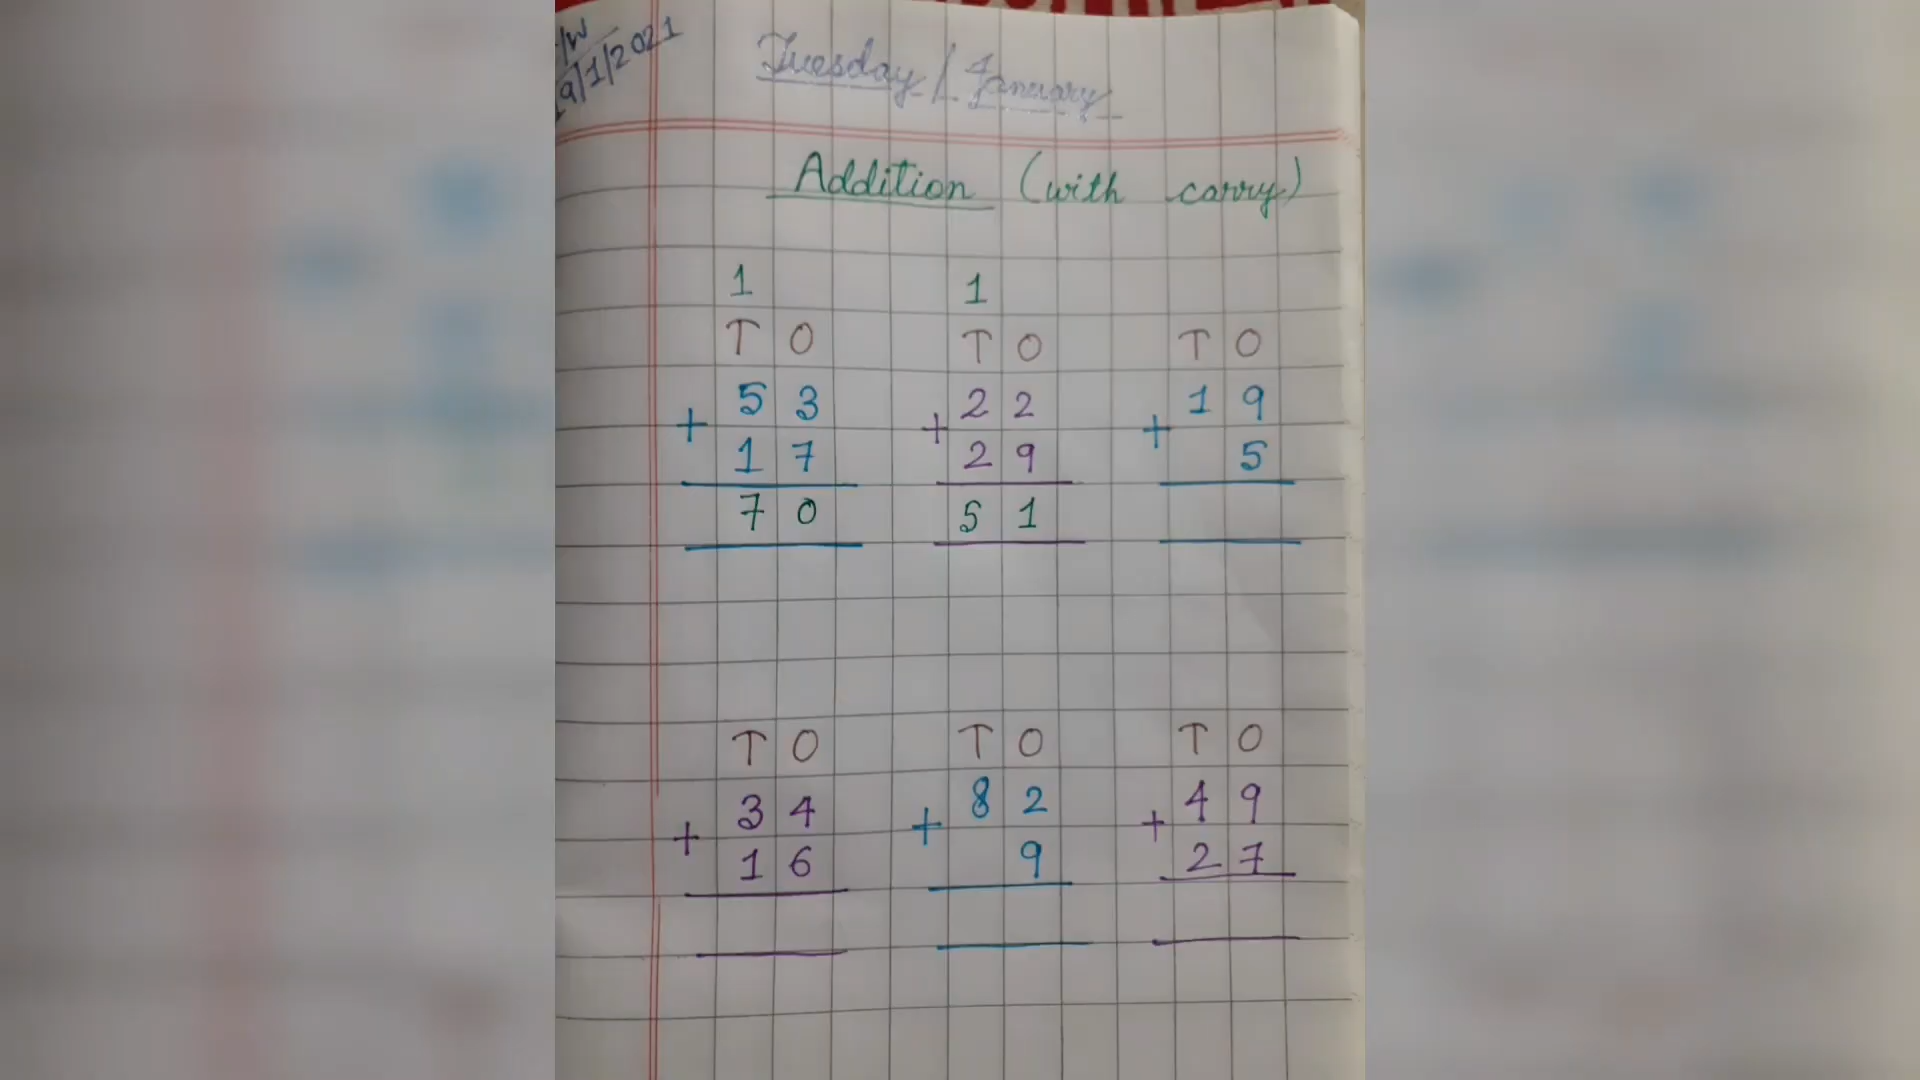 /W
19/1/2021
Tuesday / January
Addition (with carry)
1 1
T O T O T O
5 3 2 2 1 9
+ + +
1 7 2 9 5
7 0 5 1
T O T O T O
3 4 8 2 4 9
+ + +
1 6 9 2 7